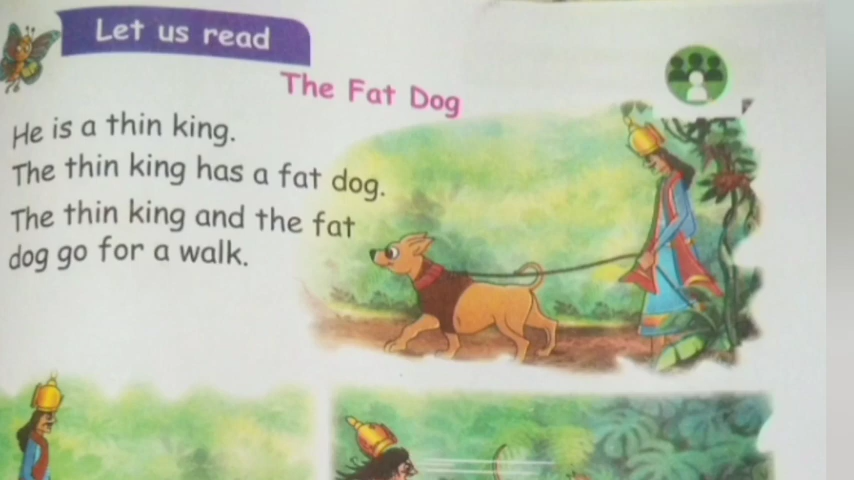 Let us read
The Fat Dog
He is a thin king.
The thin king has a fat dog.
The thin king and the fat
dog go for a walk.